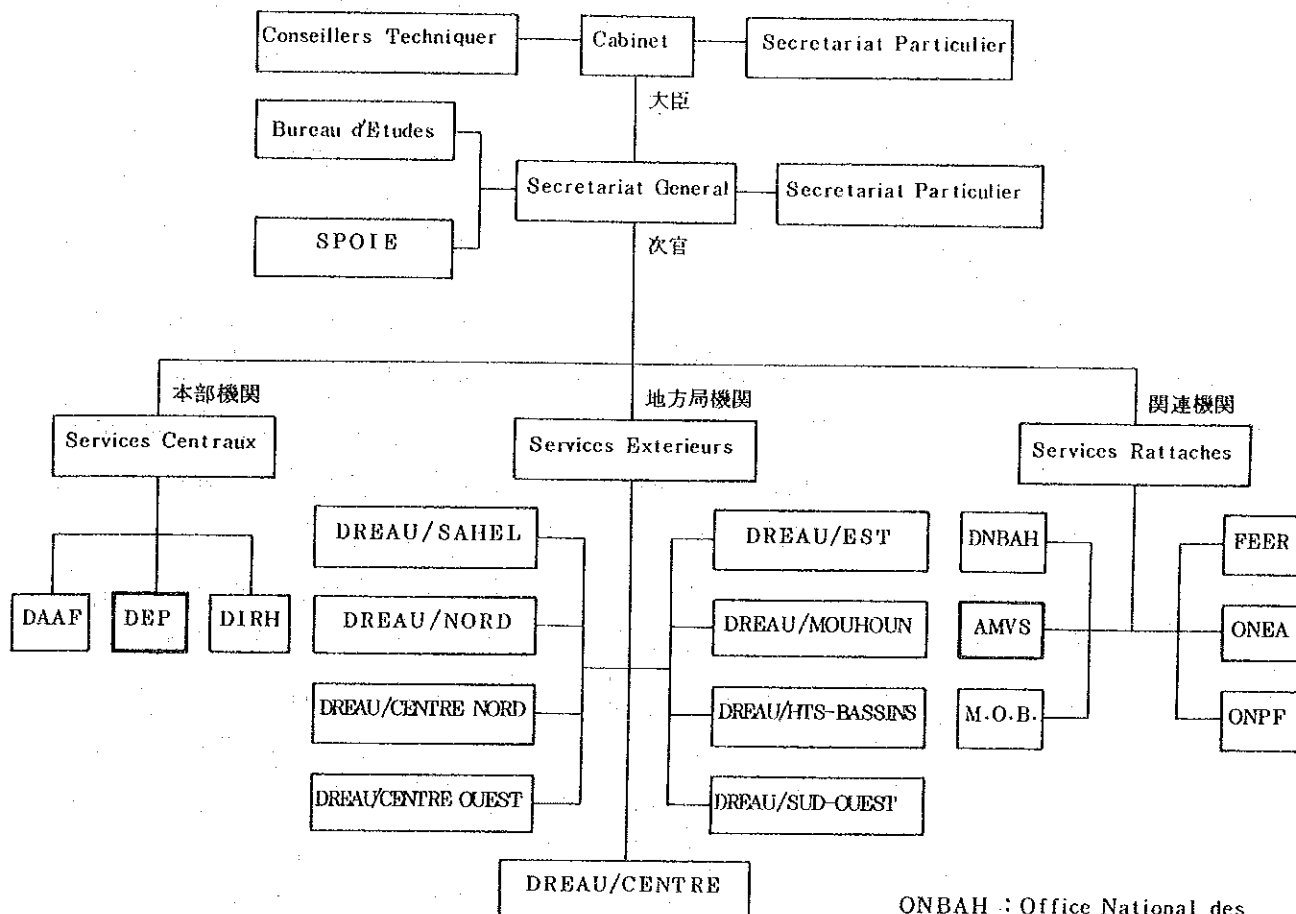 Conseillers Techniquer
Cabinet
Secretariat Particulier
大臣
Bureau d'Etudes
Secretariat General
Secretariat Particulier
SPOIE
次官
本部機関
地方局機関
関連機関
Services Centraux
Services Exterieurs
Services Rattaches
DREAU/SAHEL
DREAU/EST
DNBAH
FEER
DAAF
DEP
DIRH
DREAU/NORD
DREAU/MOUHOUN
AMVS
ONEA
DREAU/CENTRE NORD
DREAU/HTS-BASSINS
M.O.B.
ONPF
DREAU/CENTRE OUEST
DREAU/SUD-OUEST
DREAU/CENTRE
ONBAH : Office National des